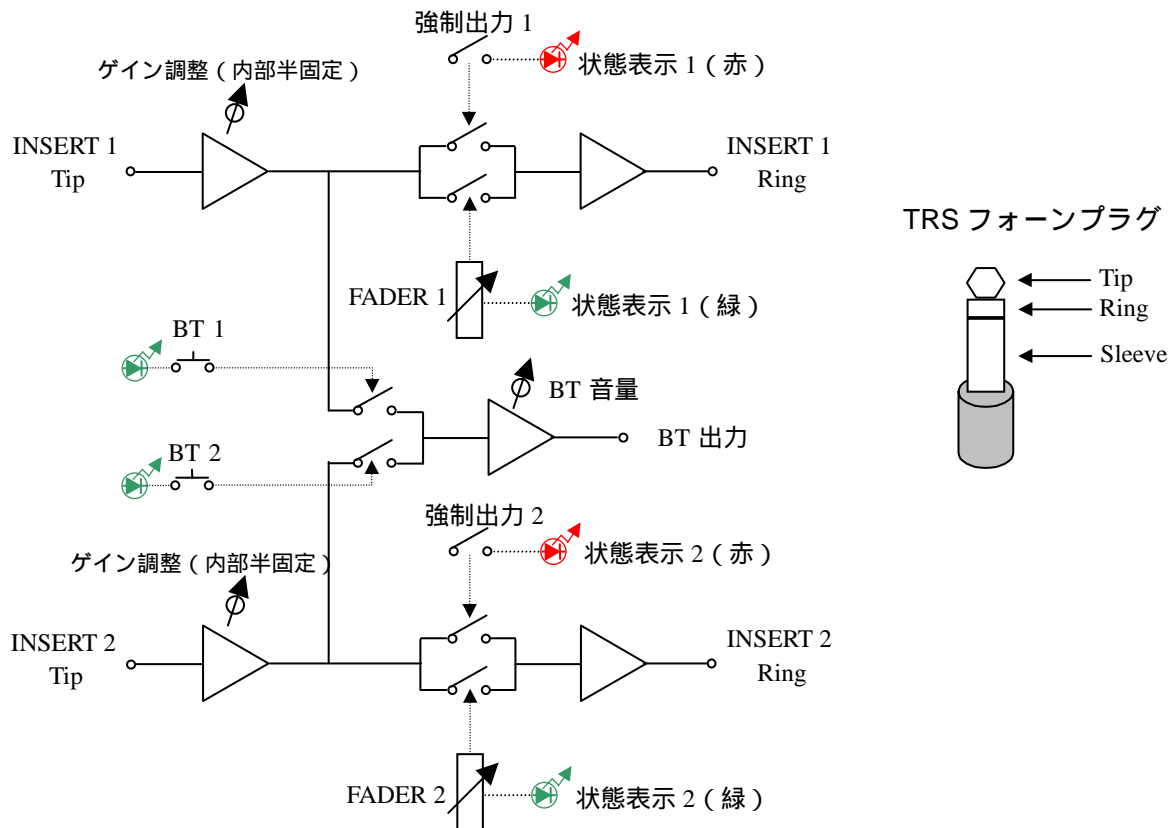 強制出力 1
ゲイン調整（内部半固定）
状態表示 1（赤）
INSERT 1
Tip
INSERT 1
Ring
FADER 1
状態表示 1（緑）
BT 1
BT 音量
BT 出力
BT 2
強制出力 2
ゲイン調整（内部半固定）
状態表示 2（赤）
INSERT 2
Tip
INSERT 2
Ring
FADER 2
状態表示 2（緑）
TRS フォーンプラグ
Tip
Ring
Sleeve